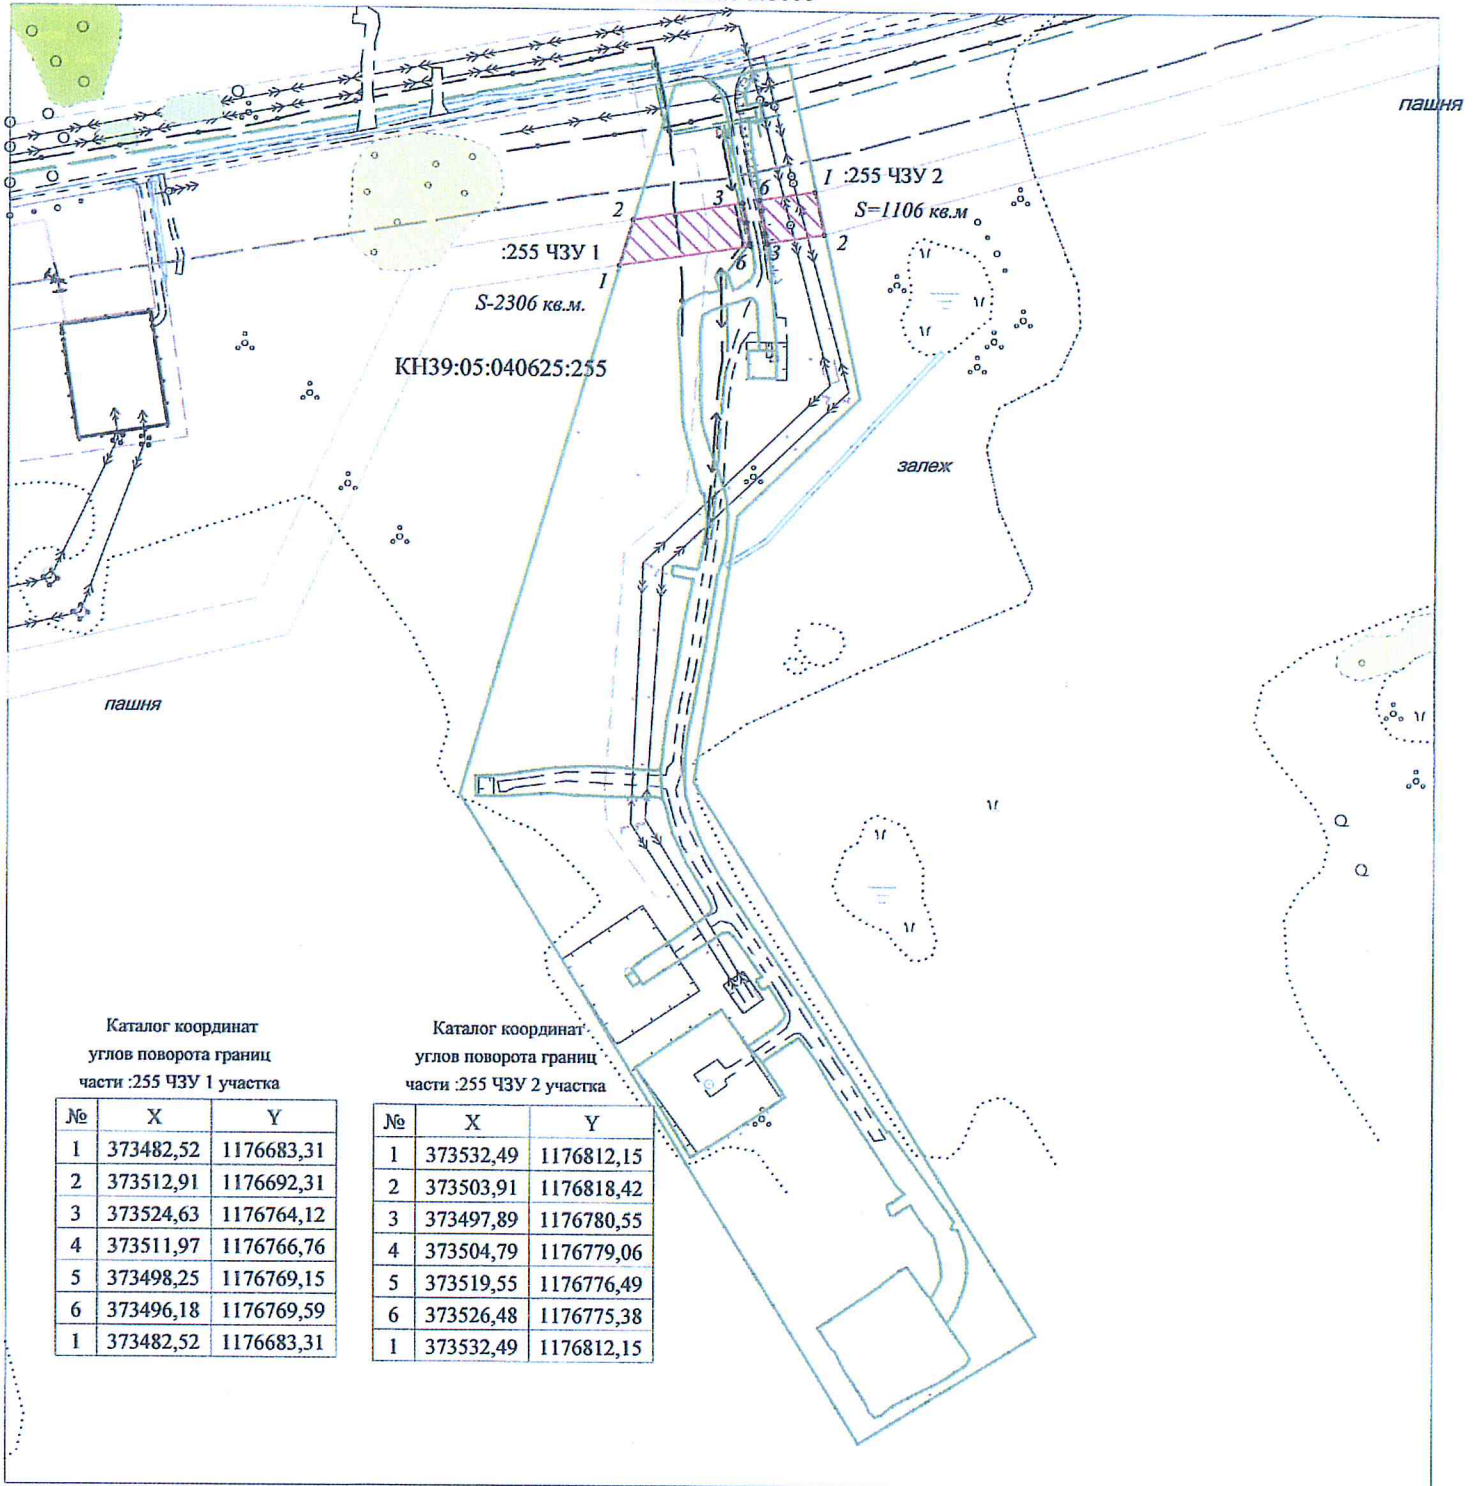 пашня
1 :255 ЧЗУ 2
S=1106 кв.м
2 3 6
2
3
6
:255 ЧЗУ 1
1
S-2306 кв.м.
КН39:05:040625:255
залеж
пашня
Каталог координат
углов поворота границ
части :255 ЧЗУ 1 участка
№ X Y
1 373482,52 1176683,31
2 373512,91 1176692,31
3 373524,63 1176764,12
4 373511,97 1176766,76
5 373498,25 1176769,15
6 373496,18 1176769,59
1 373482,52 1176683,31
Каталог координат
углов поворота границ
части :255 ЧЗУ 2 участка
№ X Y
1 373532,49 1176812,15
2 373503,91 1176818,42
3 373497,89 1176780,55
4 373504,79 1176779,06
5 373519,55 1176776,49
6 373526,48 1176775,38
1 373532,49 1176812,15